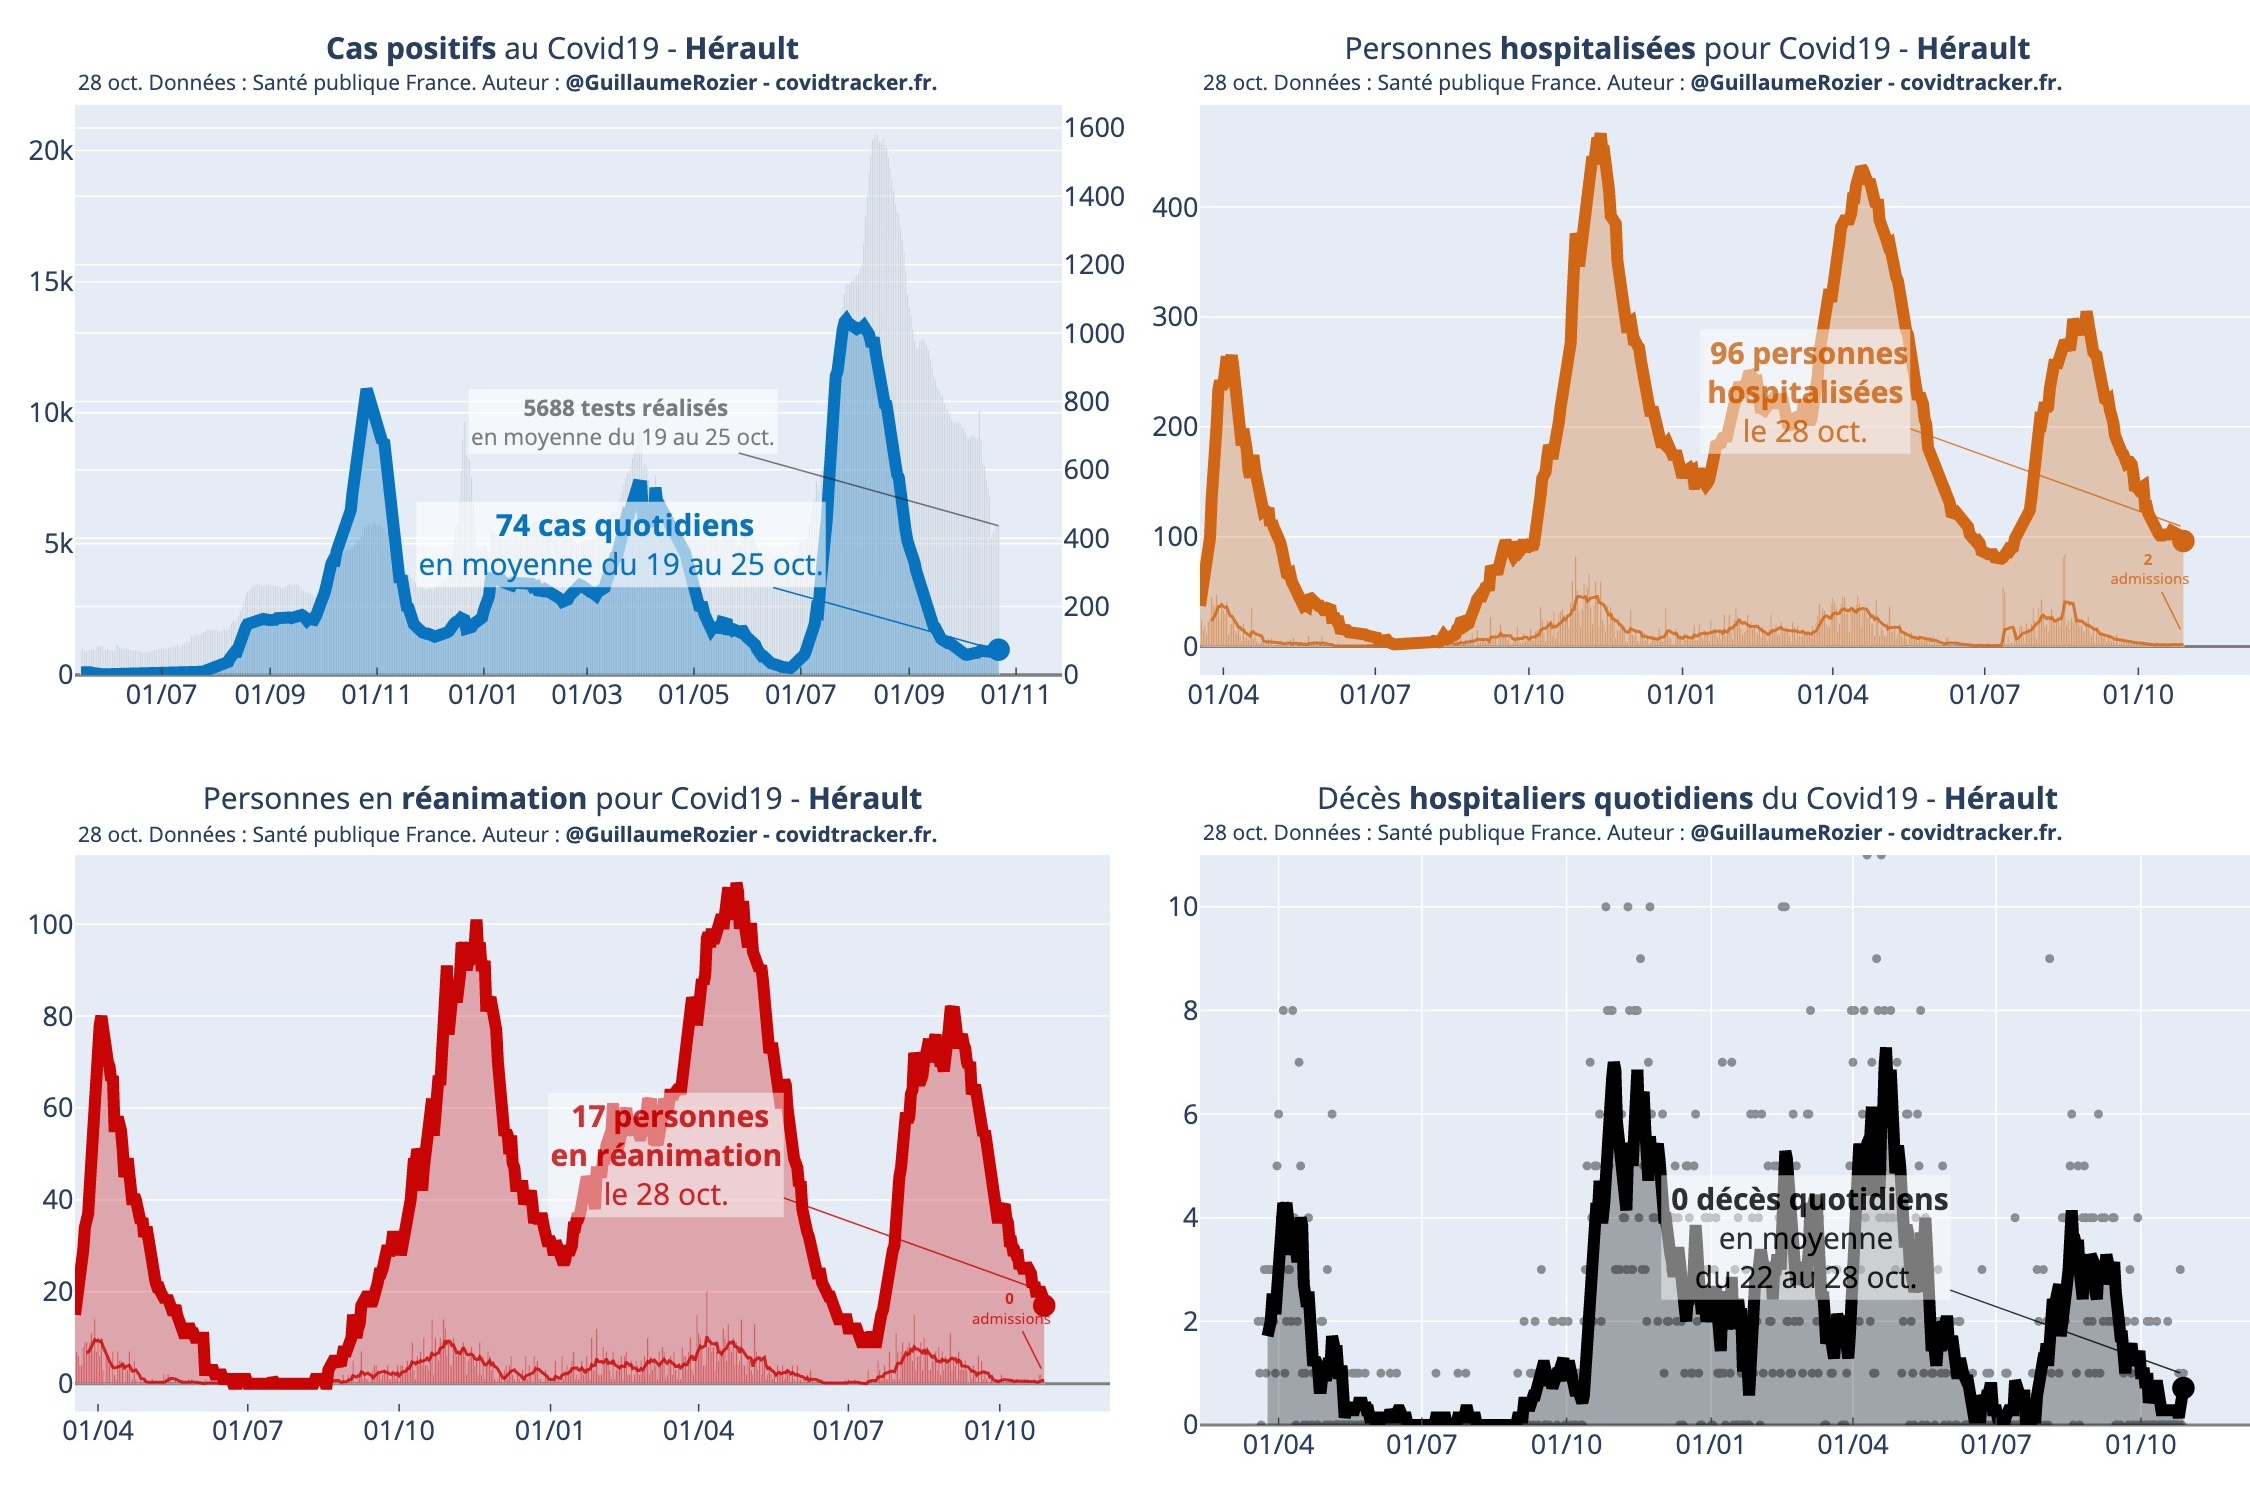 Cas positifs au Covid19 - Hérault
28 oct. Données : Santé publique France. Auteur : @GuillaumeRozier - covidtracker.fr.
20k
15k
10k
5k
0
1600
1400
1200
1000
800
600
400
200
0
5688 tests réalisés
en moyenne du 19 au 25 oct.
74 cas quotidiens
en moyenne du 19 au 25 oct.
01/07 01/09 01/11 01/01 01/03 01/05 01/07 01/09 01/11
Personnes hospitalisées pour Covid19 - Hérault
28 oct. Données : Santé publique France. Auteur : @GuillaumeRozier - covidtracker.fr.
400
300
200
100
0
96 personnes
hospitalisées
le 28 oct.
2
admissions
01/04 01/07 01/10 01/01 01/04 01/07 01/10
Personnes en réanimation pour Covid19 - Hérault
28 oct. Données : Santé publique France. Auteur : @GuillaumeRozier - covidtracker.fr.
100
80
60
40
20
0
17 personnes
en réanimation
le 28 oct.
0
admissions
01/04 01/07 01/10 01/01 01/04 01/07 01/10
Décès hospitaliers quotidiens du Covid19 - Hérault
28 oct. Données : Santé publique France. Auteur : @GuillaumeRozier - covidtracker.fr.
10
8
6
4
2
0
0 décès quotidiens
en moyenne
du 22 au 28 oct.
01/04 01/07 01/10 01/01 01/04 01/07 01/10